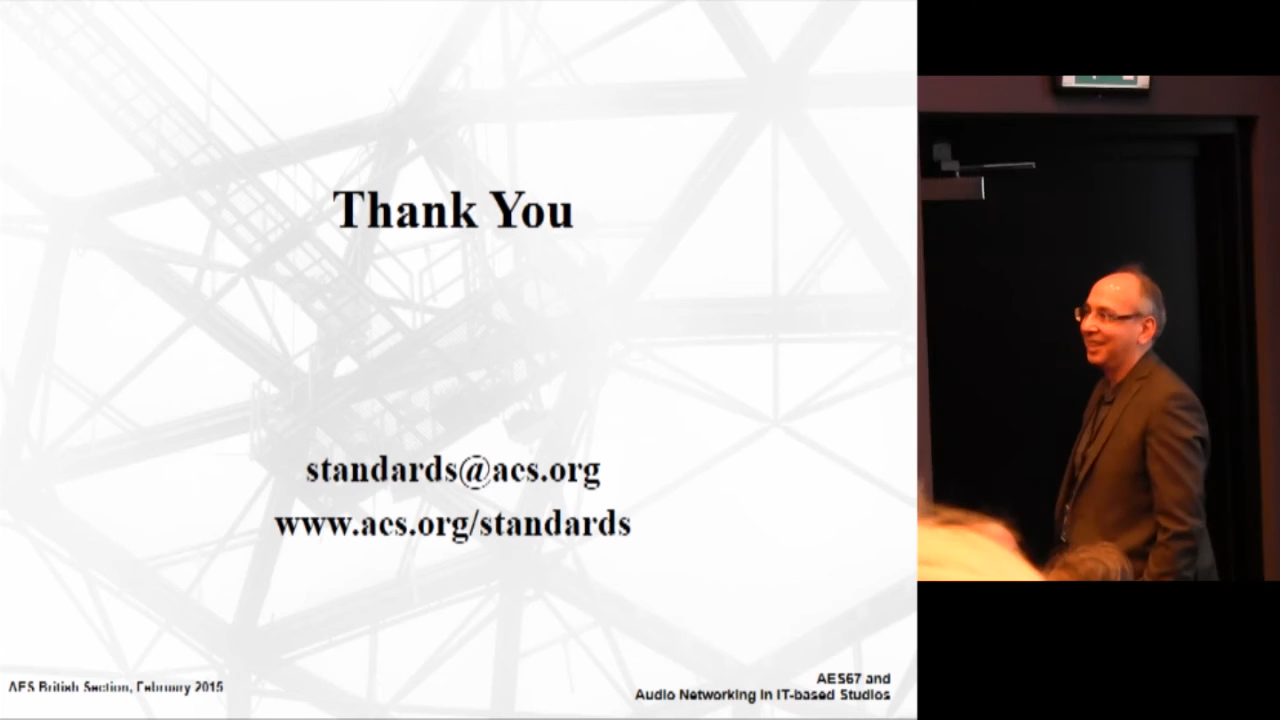 Thank You
standards@aes.org
www.aes.org/standards
AES British Section, February 2015
AES67 and
Audio Networking in IT-based Studios